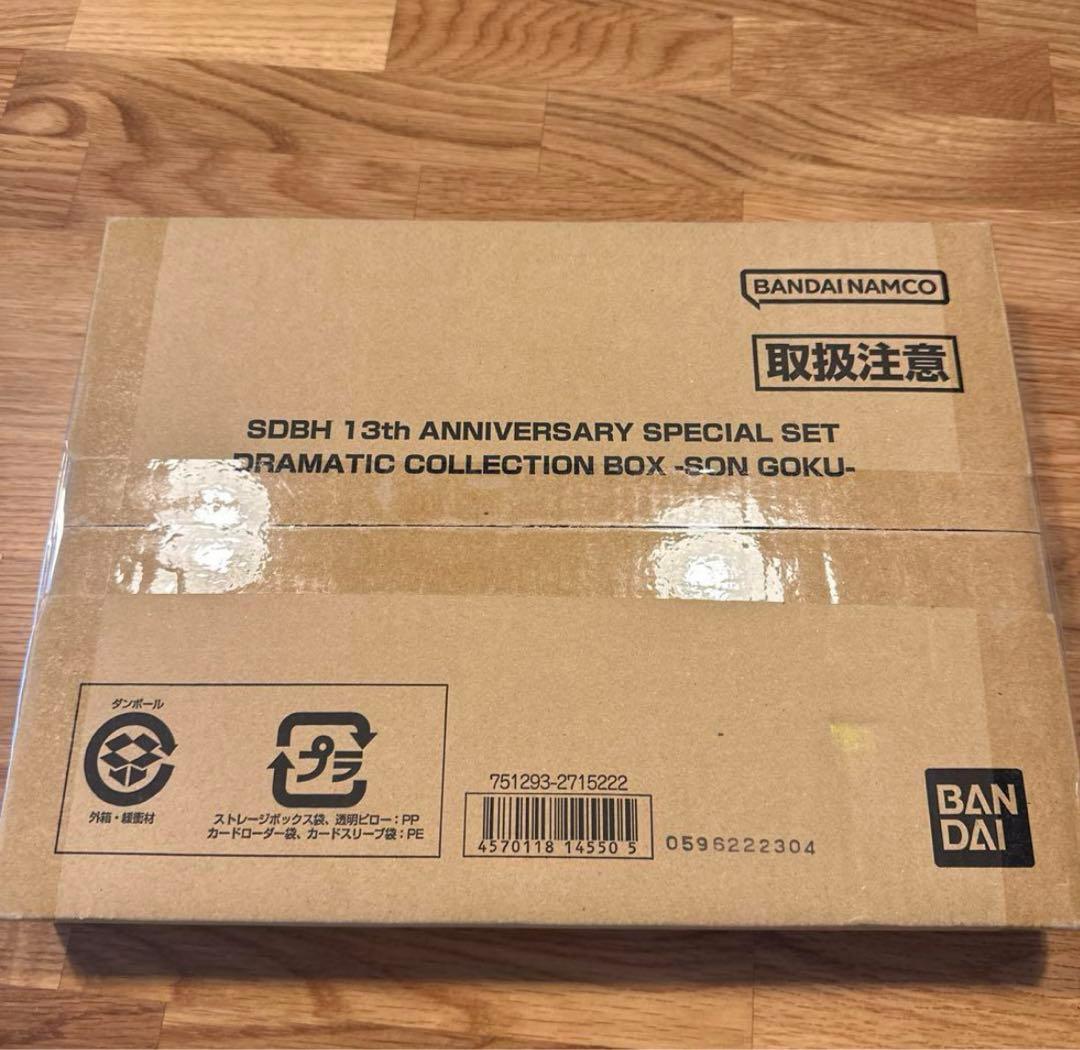 BANDAI NAMCO
取扱注意
SDBH 13th ANNIVERSARY SPECIAL SET
DRAMATIC COLLECTION BOX -SON GOKU-
ダンボール
外箱・緩衝材
プラ
ストレージボックス袋、透明ピロー:PP
カードローダー袋、カードスリーブ袋:PE
751293-2715222
4570118 14550 5
0596222304
BAN
DAI